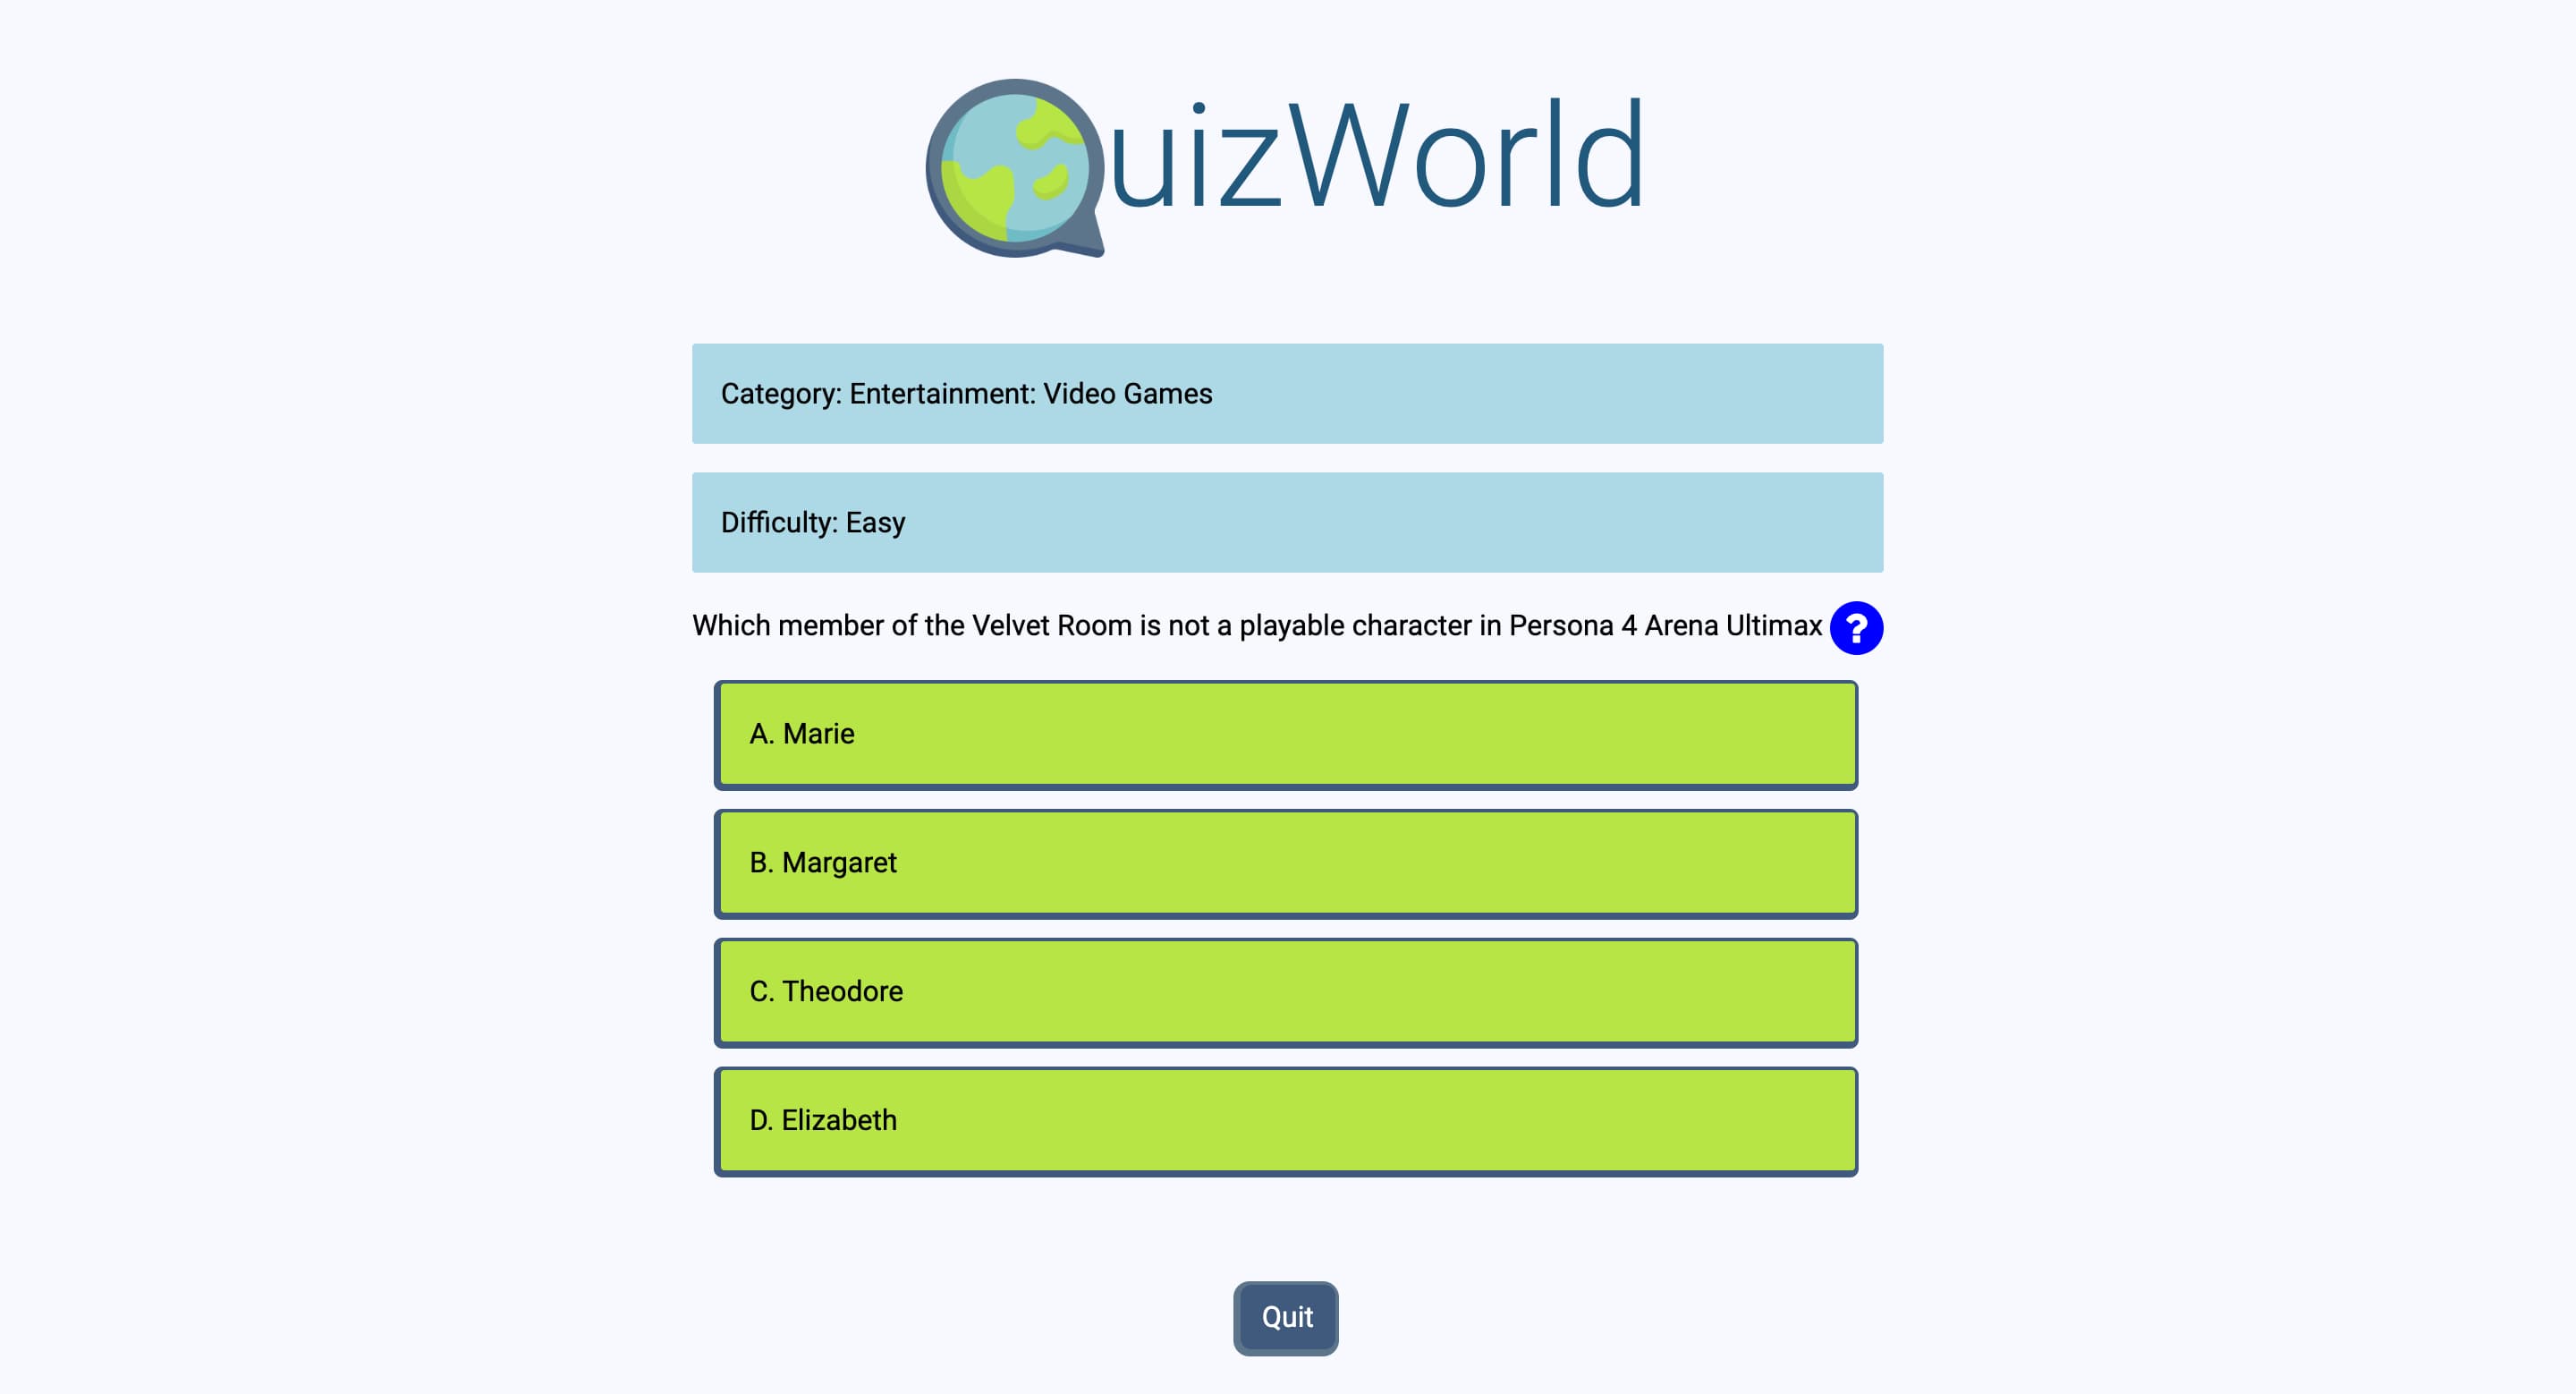 uizWorld
Category: Entertainment: Video Games
Difficulty: Easy
Which member of the Velvet Room is not a playable character in Persona 4 Arena Ultimax ?
A. Marie
B. Margaret
C. Theodore
D. Elizabeth
Quit